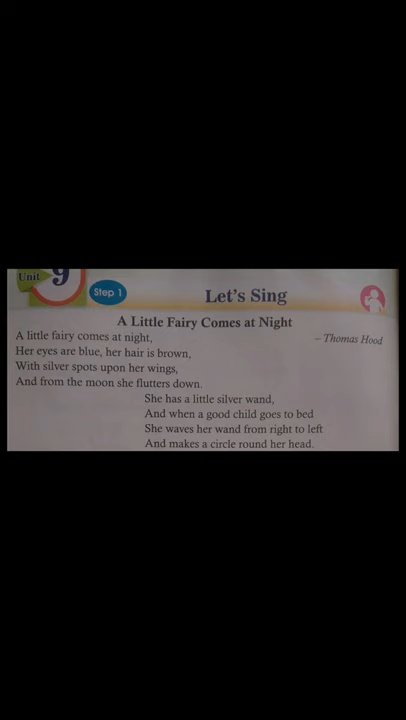 Unit 9
Step 1
Let's Sing
A Little Fairy Comes at Night
– Thomas Hood
A little fairy comes at night,
Her eyes are blue, her hair is brown,
With silver spots upon her wings,
And from the moon she flutters down.
She has a little silver wand,
And when a good child goes to bed
She waves her wand from right to left
And makes a circle round her head.